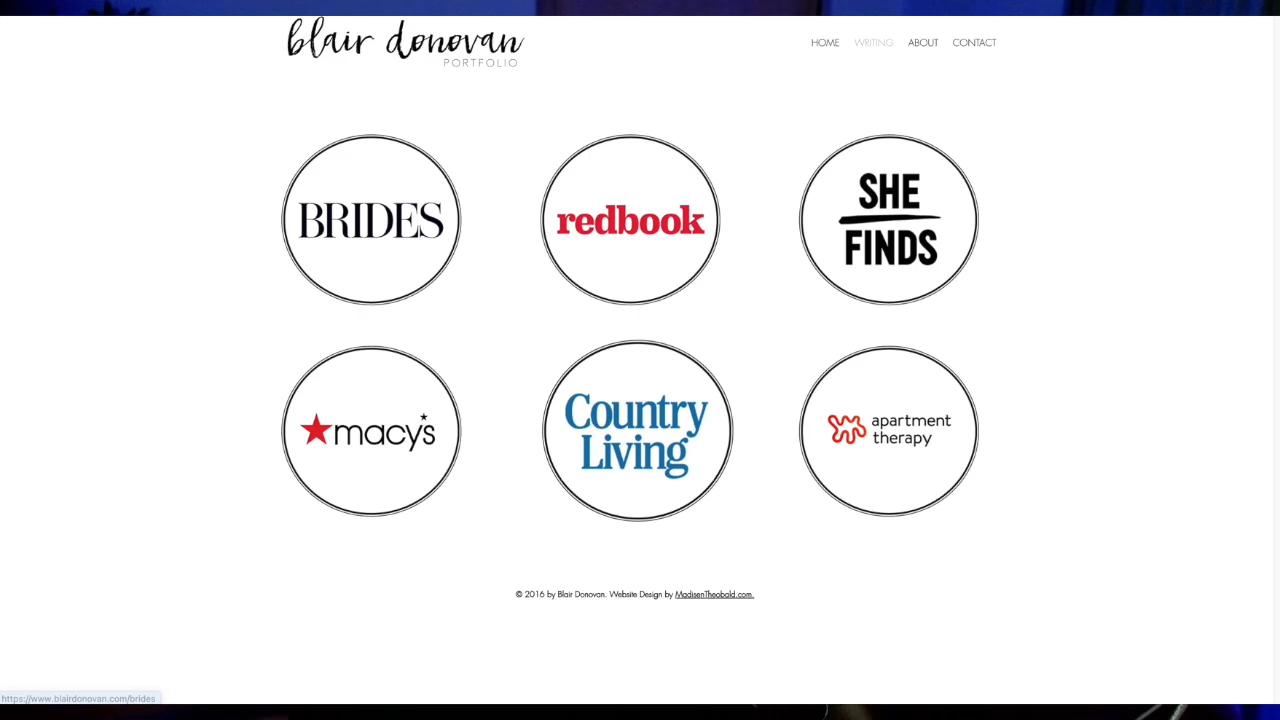 blair donovan
PORTFOLIO
HOME WRITING ABOUT CONTACT
BRIDES
redbook
SHE
FINDS
macy's
Country
Living
apartment
therapy
© 2016 by Blair Donovan. Website Design by MadisenTheobald.com.
https://www.blairdonovan.com/brides